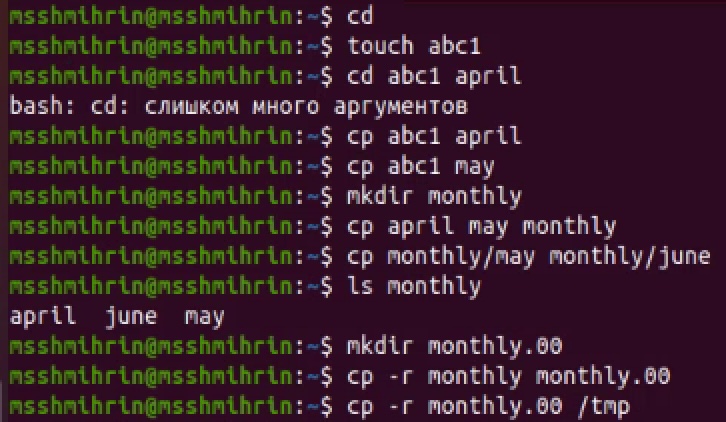 msshmihrin@msshmihrin:~$ cd
msshmihrin@msshmihrin:~$ touch abc1
msshmihrin@msshmihrin:~$ cd abc1 april
bash: cd: слишком много аргументов
msshmihrin@msshmihrin:~$ cp abc1 april
msshmihrin@msshmihrin:~$ cp abc1 may
msshmihrin@msshmihrin:~$ mkdir monthly
msshmihrin@msshmihrin:~$ cp april may monthly
msshmihrin@msshmihrin:~$ cp monthly/may monthly/june
msshmihrin@msshmihrin:~$ ls monthly
april  june  may
msshmihrin@msshmihrin:~$ mkdir monthly.00
msshmihrin@msshmihrin:~$ cp -r monthly monthly.00
msshmihrin@msshmihrin:~$ cp -r monthly.00 /tmp